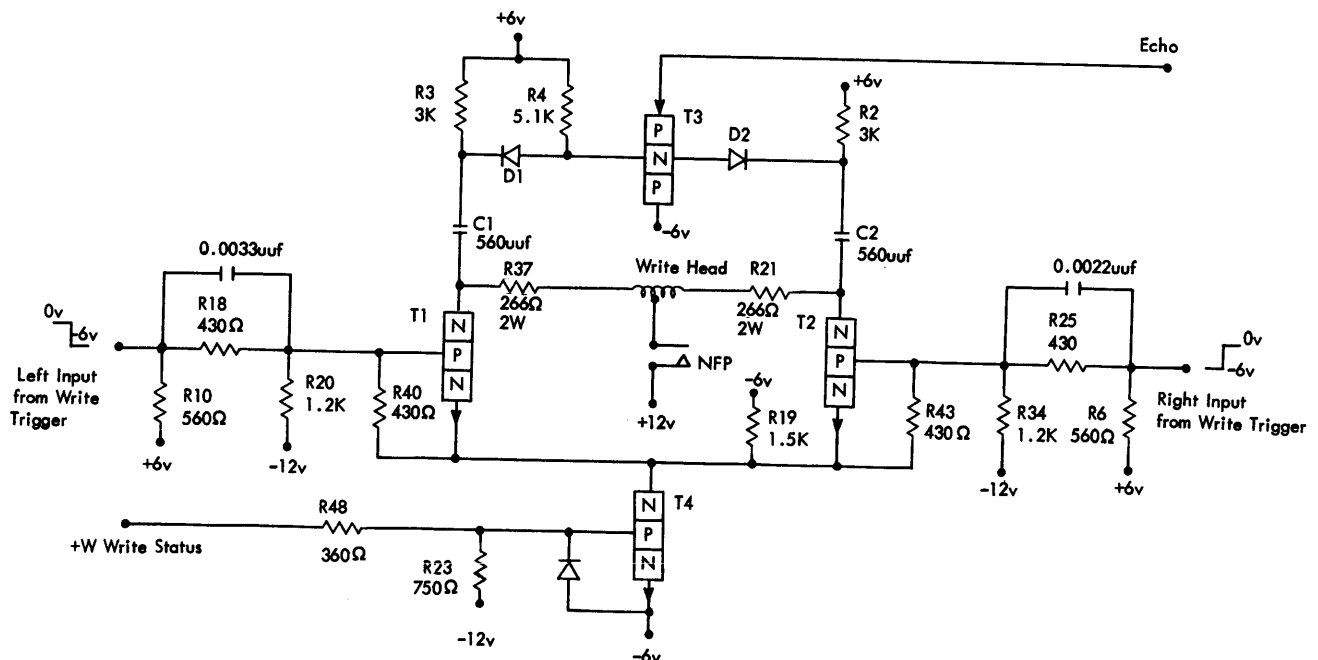 +6v
Echo
R3
3K
R4
5.1K
T3
P
N
P
+6v
R2
3K
D1
D2
-6v
C1
560uuf
C2
560uuf
0.0033uuf
R18
430Ω
0v
-6v
Left Input
from Write
Trigger
R10
560Ω
+6v
R20
1.2K
-12v
R40
430Ω
T1
N
P
N
R37
266Ω
2W
Write Head
R21
266Ω
2W
NFP
+12v
-6v
R19
1.5K
T2
N
P
N
R43
430Ω
0.0022uuf
R25
430
R34
1.2K
-12v
R6
560Ω
+6v
0v
-6v
Right Input
from Write Trigger
+W Write Status
R48
360Ω
R23
750Ω
-12v
T4
N
P
N
-6v